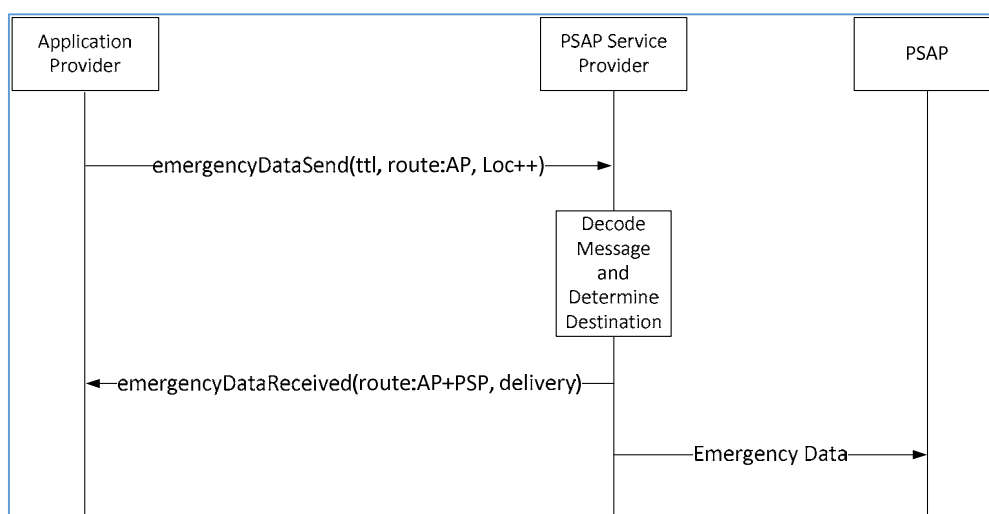 Application
Provider
PSAP Service
Provider
PSAP
emergencyDataSend(ttl, route:AP, Loc++)
Decode
Message
and
Determine
Destination
emergencyDataReceived(route:AP+PSP, delivery)
Emergency Data